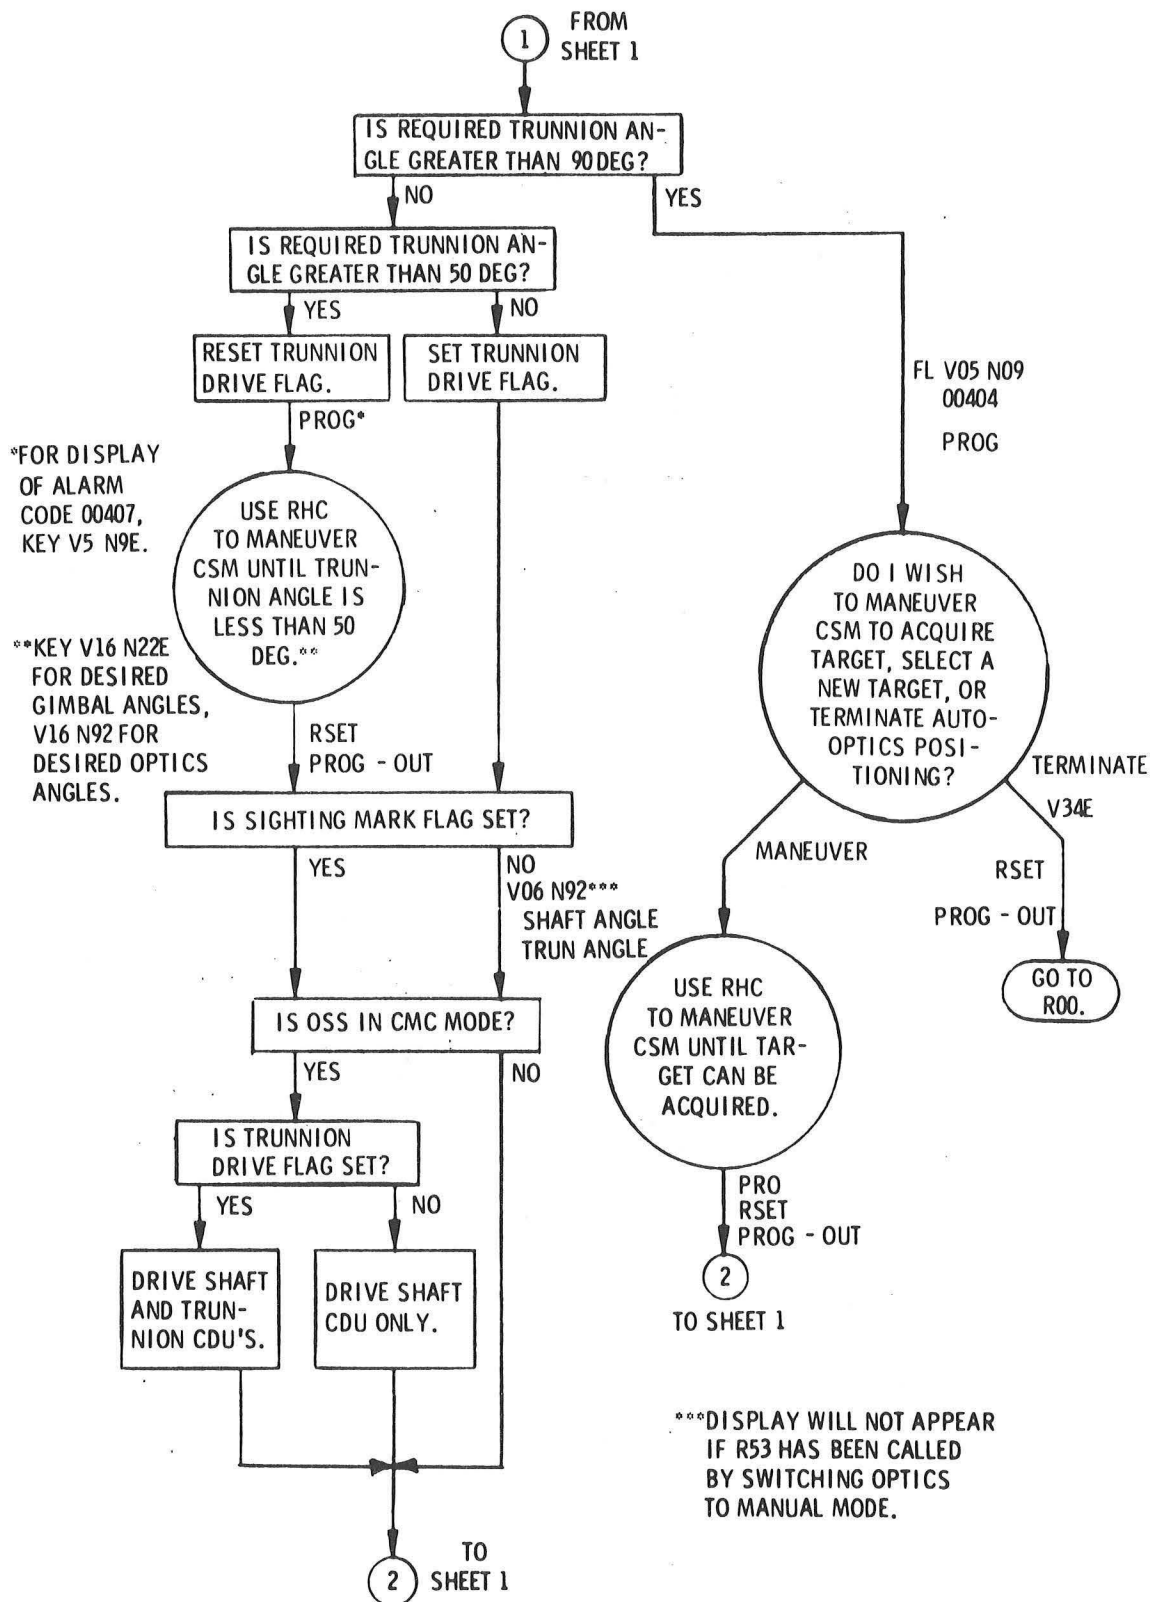 1
FROM
SHEET 1
IS REQUIRED TRUNNION AN-
GLE GREATER THAN 90 DEG?
NO
YES
IS REQUIRED TRUNNION AN-
GLE GREATER THAN 50 DEG?
YES
NO
RESET TRUNNION
DRIVE FLAG.
SET TRUNNION
DRIVE FLAG.
FL V05 N09
00404
PROG
PROG*
*FOR DISPLAY
OF ALARM
CODE 00407,
KEY V5 N9E.
USE RHC
TO MANEUVER
CSM UNTIL TRUN-
NION ANGLE IS
LESS THAN 50
DEG.**
**KEY V16 N22E
FOR DESIRED
GIMBAL ANGLES,
V16 N92 FOR
DESIRED OPTICS
ANGLES.
DO I WISH
TO MANEUVER
CSM TO ACQUIRE
TARGET, SELECT A
NEW TARGET, OR
TERMINATE AUTO-
OPTICS POSI-
TIONING?
RSET
PROG - OUT
TERMINATE
V34E
RSET
PROG - OUT
GO TO
R00.
IS SIGHTING MARK FLAG SET?
YES
NO
V06 N92***
SHAFT ANGLE
TRUN ANGLE
MANEUVER
USE RHC
TO MANEUVER
CSM UNTIL TAR-
GET CAN BE
ACQUIRED.
IS OSS IN CMC MODE?
YES
NO
IS TRUNNION
DRIVE FLAG SET?
YES
NO
PRO
RSET
PROG - OUT
2
TO SHEET 1
DRIVE SHAFT
AND TRUN-
NION CDU'S.
DRIVE SHAFT
CDU ONLY.
***DISPLAY WILL NOT APPEAR
IF R53 HAS BEEN CALLED
BY SWITCHING OPTICS
TO MANUAL MODE.
2
TO
SHEET 1